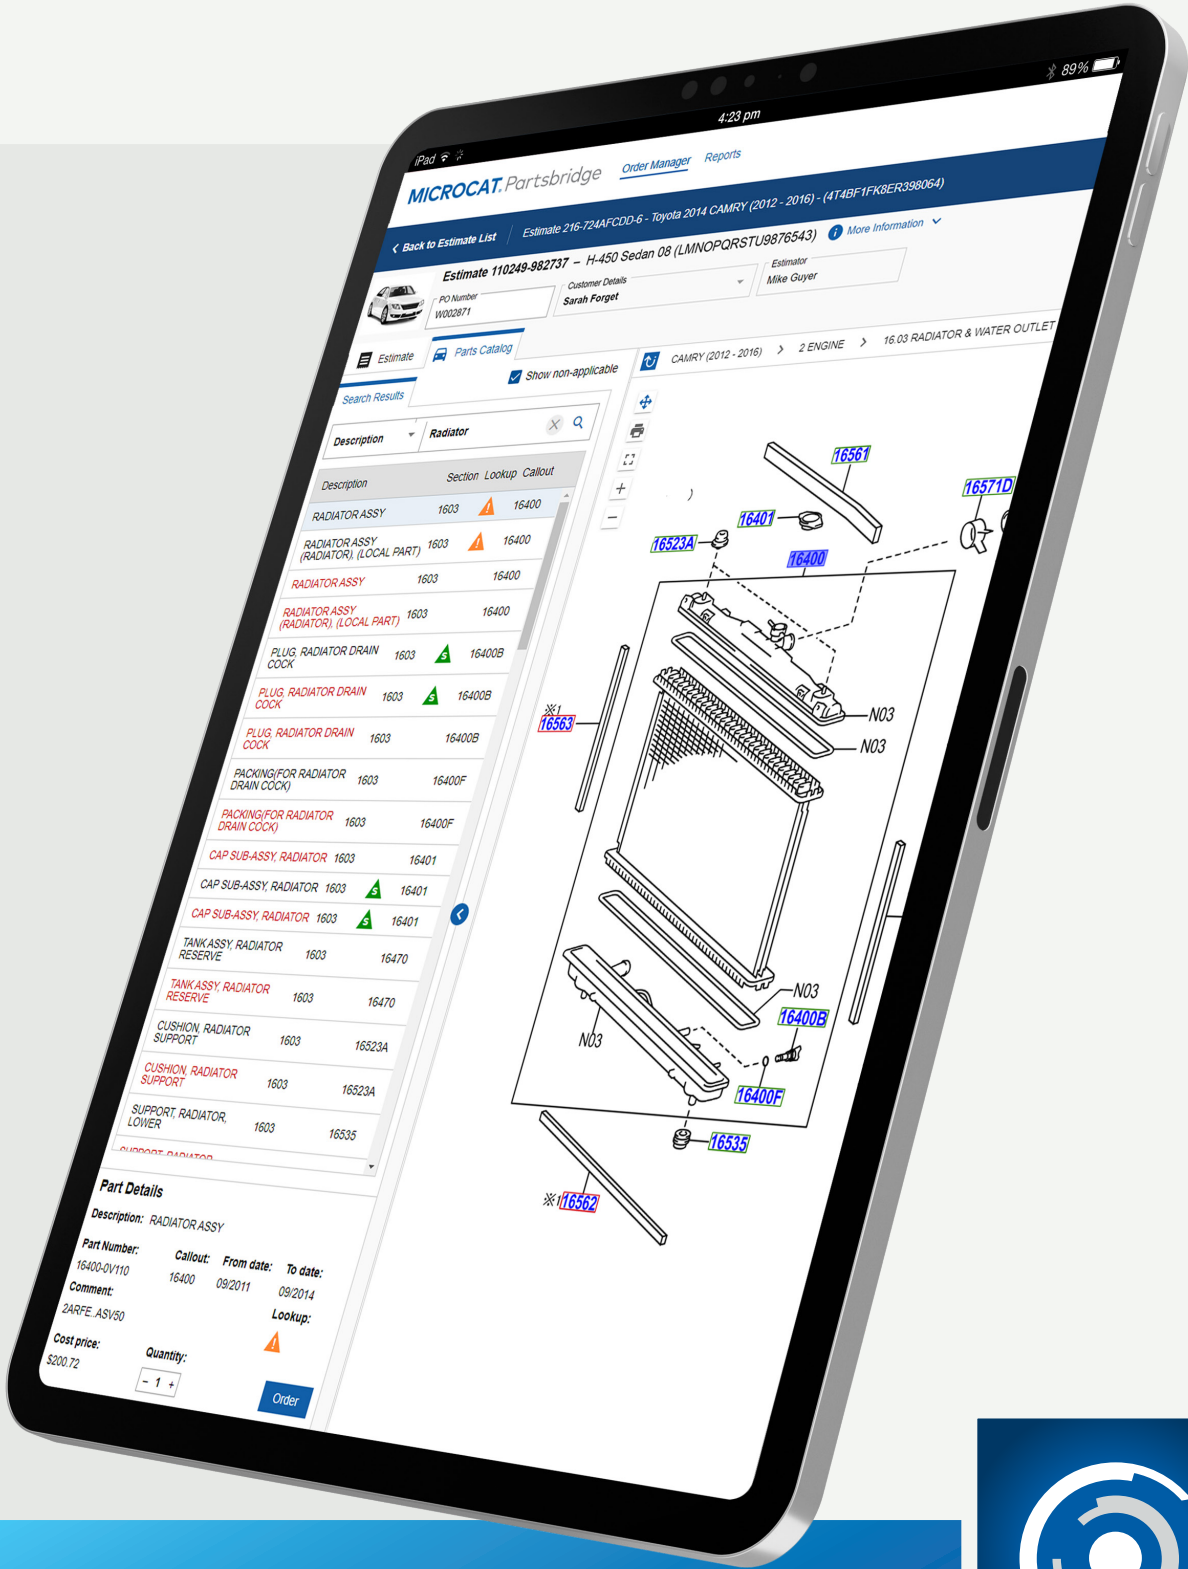 iPad
4:23 pm
89%
MICROCAT. Partsbridge
Order Manager
Reports
Back to Estimate List
Estimate 216-724AFCDD-6 - Toyota 2014 CAMRY (2012 - 2016) - (4T4BF1FK8ER398064)
Estimate 110249-982737 – H-450 Sedan 08 (LMNOPQRSTU9876543)
More Information
PO Number
W002871
Customer Details
Sarah Forget
Estimator
Mike Guyer
Estimate
Parts Catalog
Show non-applicable
Search Results
Description
Radiator
Description Section Lookup Callout
RADIATOR ASSY 1603 16400
RADIATOR ASSY
(RADIATOR), (LOCAL PART) 1603 16400
RADIATOR ASSY 1603 16400
RADIATOR ASSY
(RADIATOR), (LOCAL PART) 1603 16400
PLUG, RADIATOR DRAIN
COCK 1603 S 16400B
PLUG, RADIATOR DRAIN
COCK 1603 S 16400B
PLUG, RADIATOR DRAIN
COCK 1603 16400B
PACKING(FOR RADIATOR
DRAIN COCK) 1603 16400F
PACKING(FOR RADIATOR
DRAIN COCK) 1603 16400F
CAP SUB-ASSY, RADIATOR 1603 16401
CAP SUB-ASSY, RADIATOR 1603 S 16401
CAP SUB-ASSY, RADIATOR 1603 S 16401
TANK ASSY, RADIATOR
RESERVE 1603 16470
TANK ASSY, RADIATOR
RESERVE 1603 16470
CUSHION, RADIATOR
SUPPORT 1603 16523A
CUSHION, RADIATOR
SUPPORT 1603 16523A
SUPPORT, RADIATOR,
LOWER 1603 16535
SUPPORT, RADIATOR
Part Details
Description: RADIATOR ASSY
Part Number: Callout: From date: To date:
16400-0V110 16400 09/2011 09/2014
Comment: Lookup:
2ARFE..ASV50
Cost price: Quantity:
$200.72 - 1 +
Order
CAMRY (2012 - 2016) > 2 ENGINE > 16.03 RADIATOR & WATER OUTLET
16561
16571D
16401
16523A
16400
N03
N03
※1
16563
N03
16400B
N03
16400F
16535
※1 16562